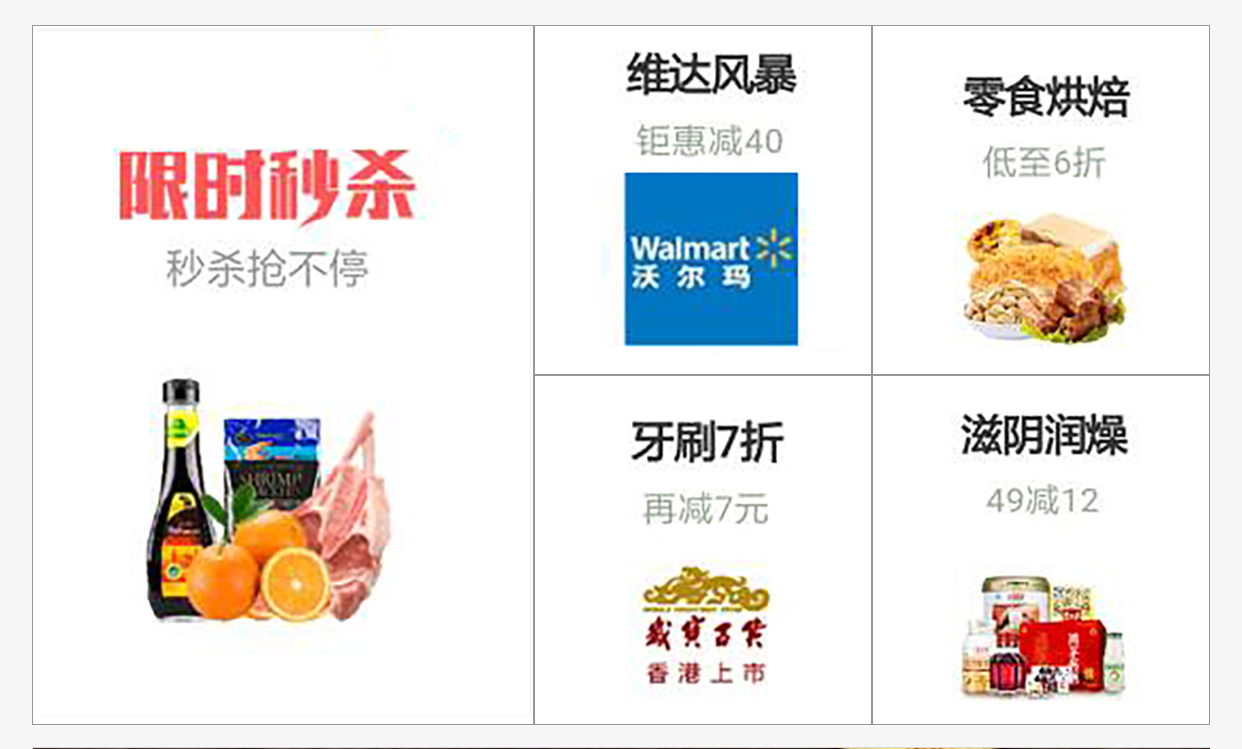 限时秒杀
秒杀抢不停
SHRIMP
维达风暴
钜惠减40
Walmart
沃尔玛
零食烘焙
低至6折
牙刷7折
再减7元
岁宝百货
香港上市
滋阴润燥
49减12